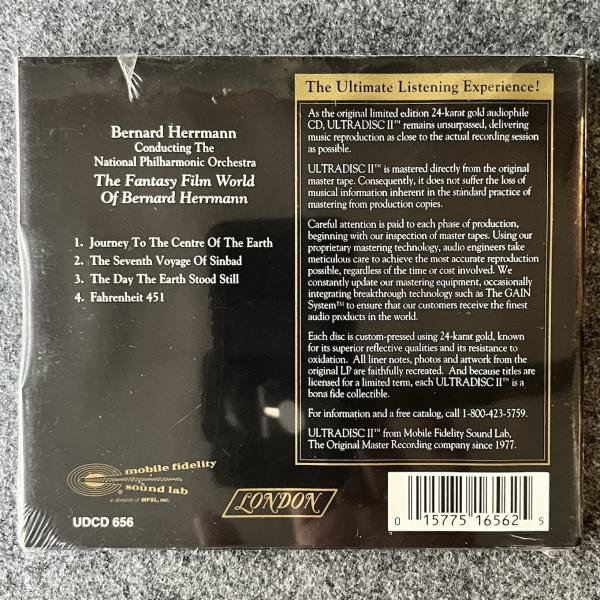 Bernard Herrmann
Conducting The
National Philharmonic Orchestra
The Fantasy Film World
Of Bernard Herrmann
1. Journey To The Centre Of The Earth
2. The Seventh Voyage Of Sinbad
3. The Day The Earth Stood Still
4. Fahrenheit 451
mobile fidelity
® sound lab
a division of MFSL, INC.
UDCD 656
LONDON
The Ultimate Listening Experience!
As the original limited edition 24-karat gold audiophile
CD, ULTRADISC II™ remains unsurpassed, delivering
music reproduction as close to the actual recording session
as possible.
ULTRADISC II™ is mastered directly from the original
master tape. Consequently, it does not suffer the loss of
musical information inherent in the standard practice of
mastering from production copies.
Careful attention is paid to each phase of production,
beginning with our inspection of master tapes. Using our
proprietary mastering technology, audio engineers take
meticulous care to achieve the most accurate reproduction
possible, regardless of the time or cost involved. We
constantly update our mastering equipment, occasionally
integrating breakthrough technology such as The GAIN
System™ to ensure that our customers receive the finest
audio products in the world.
Each disc is custom-pressed using 24-karat gold, known
for its superior reflective qualities and its resistance to
oxidation. All liner notes, photos and artwork from the
original LP are faithfully recreated. And because titles are
licensed for a limited term, each ULTRADISC II™ is a
bona fide collectible.
For information and a free catalog, call 1-800-423-5759.
ULTRADISC II™ from Mobile Fidelity Sound Lab,
The Original Master Recording company since 1977.
0 15775 16562 5